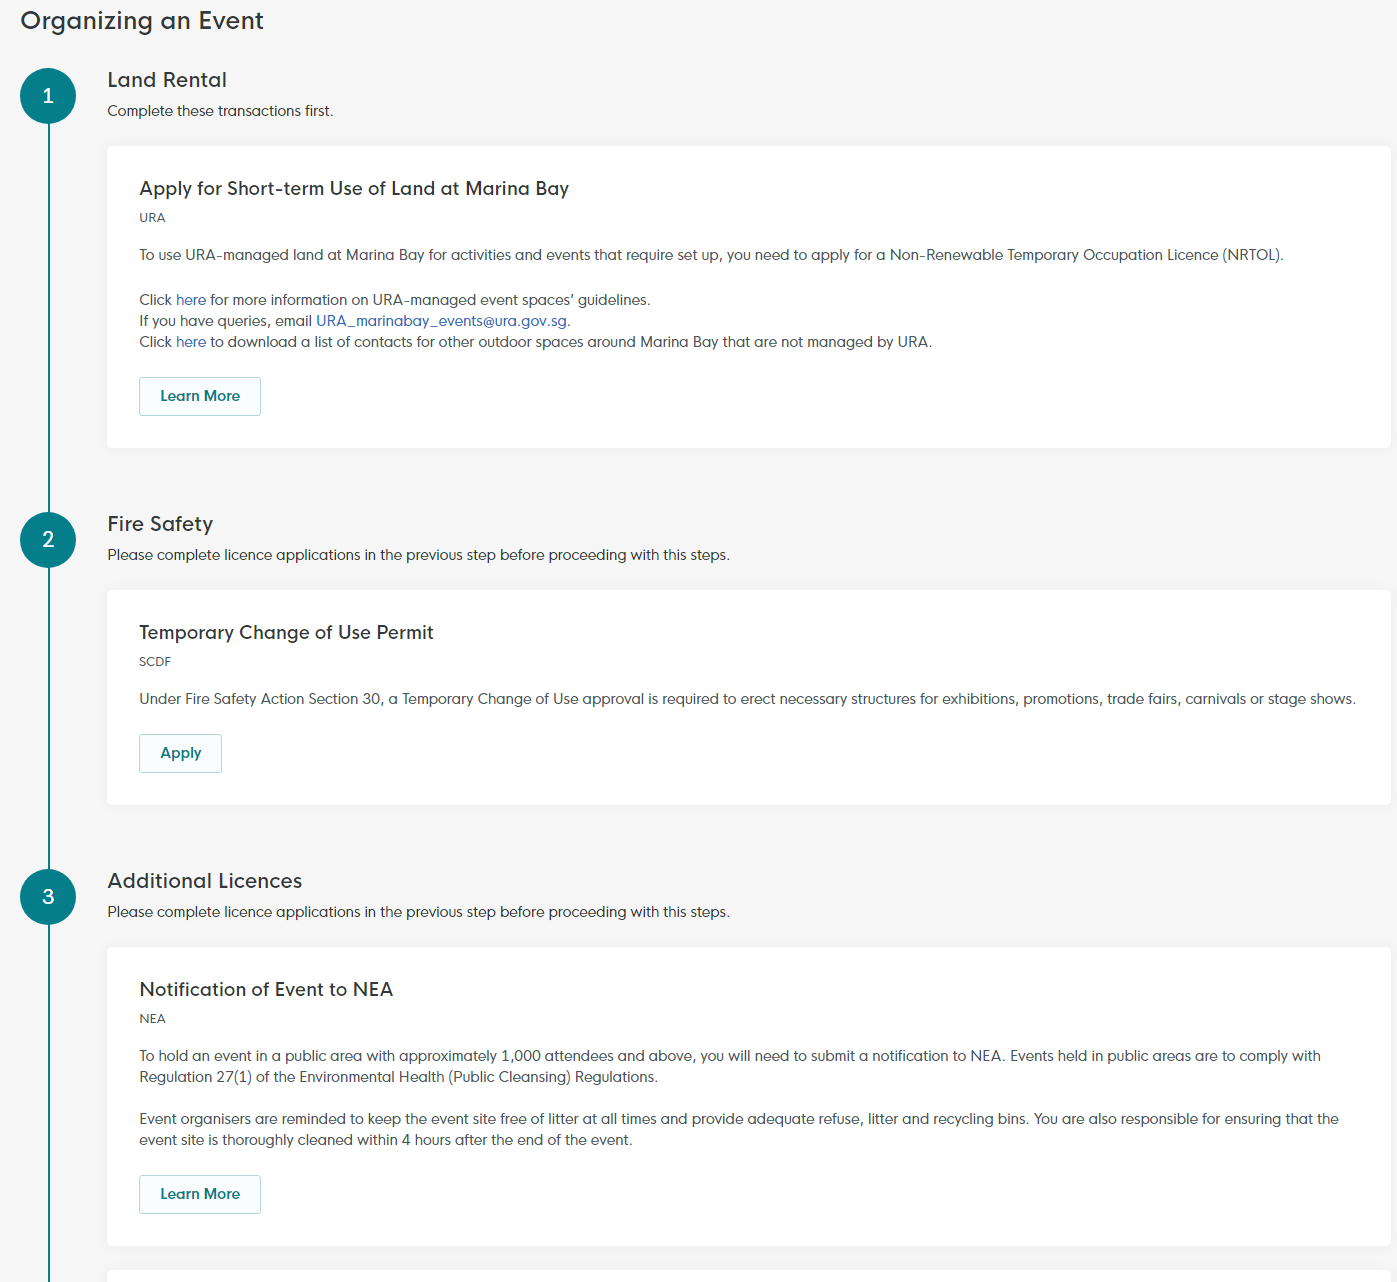 Organizing an Event
1
Land Rental
Complete these transactions first.
Apply for Short-term Use of Land at Marina Bay
URA
To use URA-managed land at Marina Bay for activities and events that require set up, you need to apply for a Non-Renewable Temporary Occupation Licence (NRTOL).
Click here for more information on URA-managed event spaces’ guidelines.
If you have queries, email URA_marinabay_events@ura.gov.sg.
Click here to download a list of contacts for other outdoor spaces around Marina Bay that are not managed by URA.
Learn More
2
Fire Safety
Please complete licence applications in the previous step before proceeding with this steps.
Temporary Change of Use Permit
SCDF
Under Fire Safety Action Section 30, a Temporary Change of Use approval is required to erect necessary structures for exhibitions, promotions, trade fairs, carnivals or stage shows.
Apply
3
Additional Licences
Please complete licence applications in the previous step before proceeding with this steps.
Notification of Event to NEA
NEA
To hold an event in a public area with approximately 1,000 attendees and above, you will need to submit a notification to NEA. Events held in public areas are to comply with
Regulation 27(1) of the Environmental Health (Public Cleansing) Regulations.
Event organisers are reminded to keep the event site free of litter at all times and provide adequate refuse, litter and recycling bins. You are also responsible for ensuring that the
event site is thoroughly cleaned within 4 hours after the end of the event.
Learn More